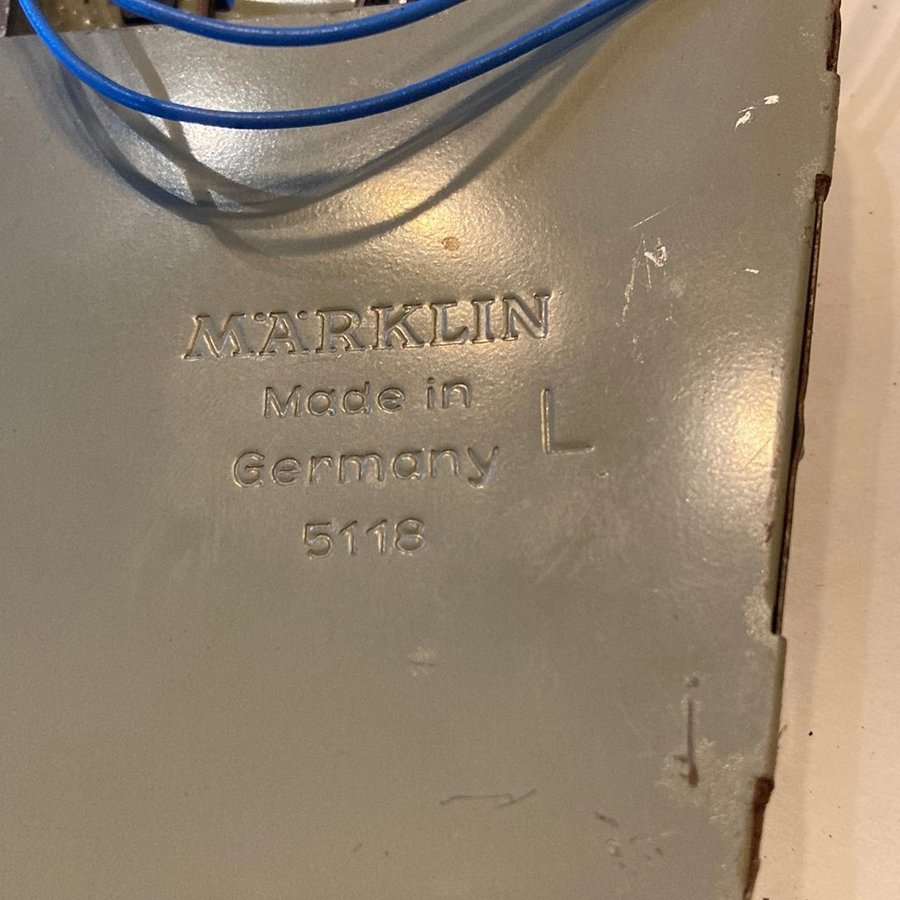 MÄRKLIN
Made in
Germany L
5118